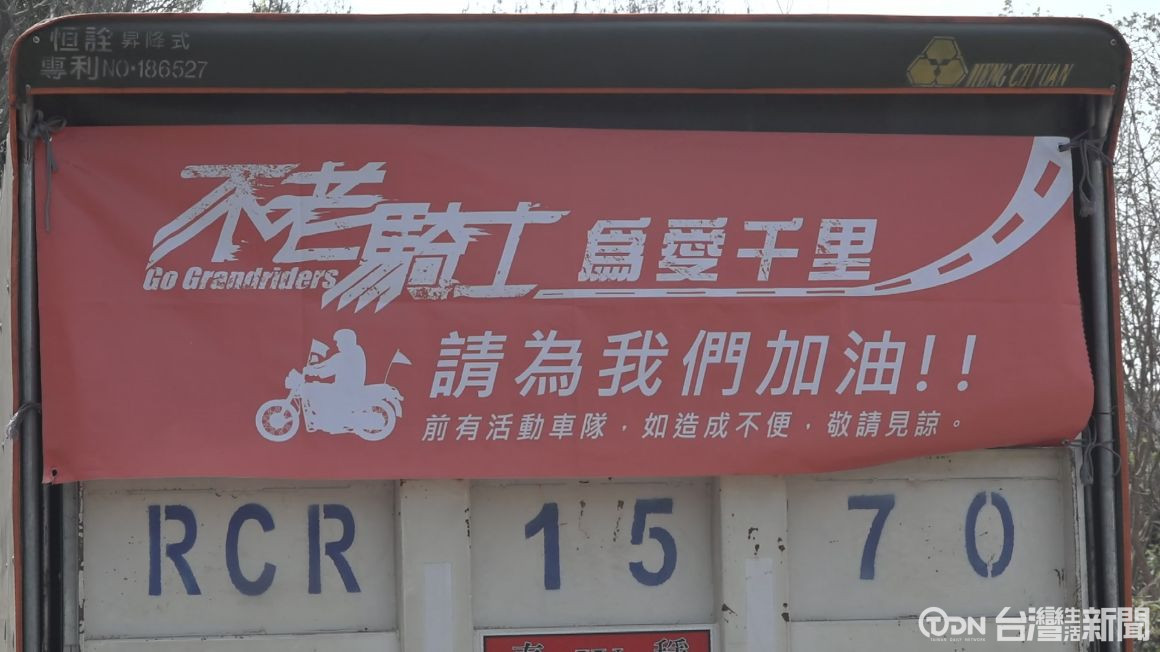 恒詮 昇降式
專利NO·186527
HENG CHYUAN
不老騎士 為愛千里
Go Grandriders
請為我們加油!!
前有活動車隊，如造成不便，敬請見諒。
RCR 15 70
TDN 台灣生活新聞